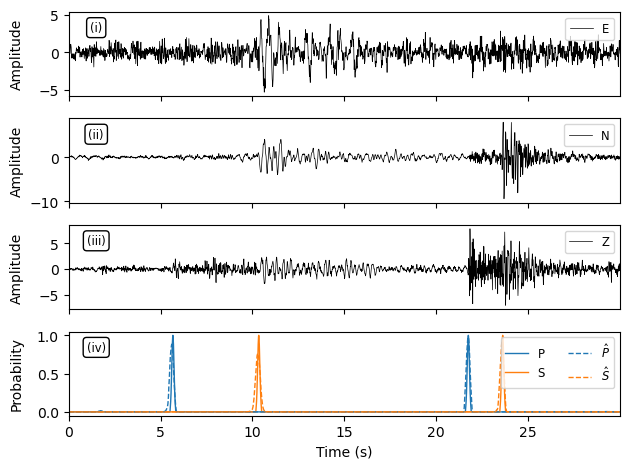 5
0
−5
Amplitude
(i)
E
0
−10
Amplitude
(ii)
N
5
0
−5
Amplitude
(iii)
Z
1.0
0.5
0.0
Probability
(iv)
P P̂
S Ŝ
0 5 10 15 20 25
Time (s)